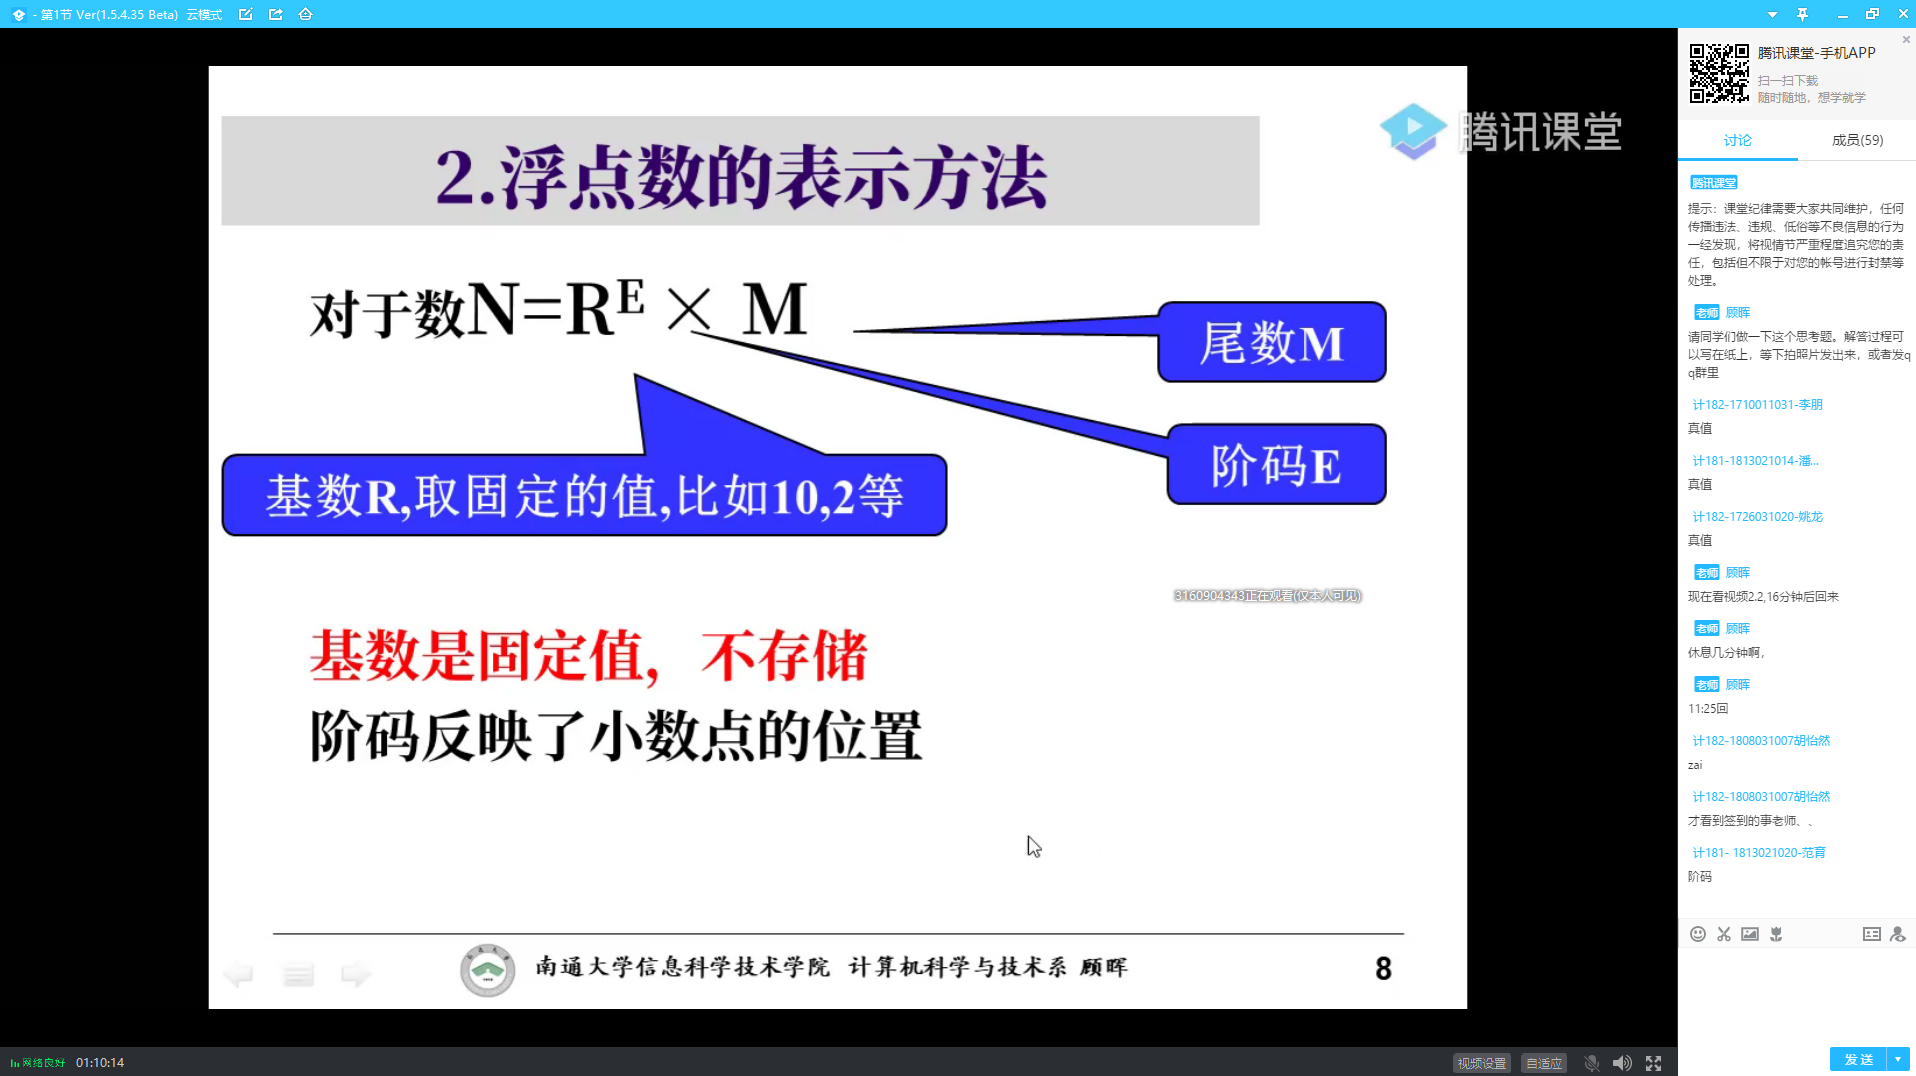 - 第1节 Ver(1.5.4.35 Beta) 云模式
腾讯课堂
2.浮点数的表示方法
对于数N=R^E × M
尾数M
阶码E
基数R,取固定的值,比如10,2等
3160904343正在观看(仅本人可见)
基数是固定值，不存储
阶码反映了小数点的位置
南通大学信息科学技术学院 计算机科学与技术系 顾晖
8
网络良好 01:10:14
视频设置 自适应
腾讯课堂-手机APP
扫一扫下载
随时随地，想学就学
讨论 成员(59)
腾讯课堂
提示：课堂纪律需要大家共同维护，任何
传播违法、违规、低俗等不良信息的行为
一经发现，将视情节严重程度追究您的责
任，包括但不限于对您的帐号进行封禁等
处理。
老师 顾晖
请同学们做一下这个思考题。解答过程可
以写在纸上，等下拍照片发出来，或者发q
q群里
计182-1710011031-李朋
真值
计181-1813021014-潘...
真值
计182-1726031020-姚龙
真值
老师 顾晖
现在看视频2.2,16分钟后回来
老师 顾晖
休息几分钟啊，
老师 顾晖
11:25回
计182-1808031007胡怡然
zai
计182-1808031007胡怡然
才看到签到的事老师、、
计181- 1813021020-范育
阶码
发送